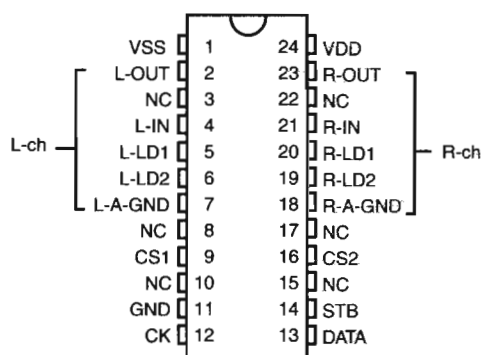 VSS 1 24 VDD
L-OUT 2 23 R-OUT
NC 3 22 NC
L-IN 4 21 R-IN
L-ch L-LD1 5 20 R-LD1 R-ch
L-LD2 6 19 R-LD2
L-A-GND 7 18 R-A-GND
NC 8 17 NC
CS1 9 16 CS2
NC 10 15 NC
GND 11 14 STB
CK 12 13 DATA